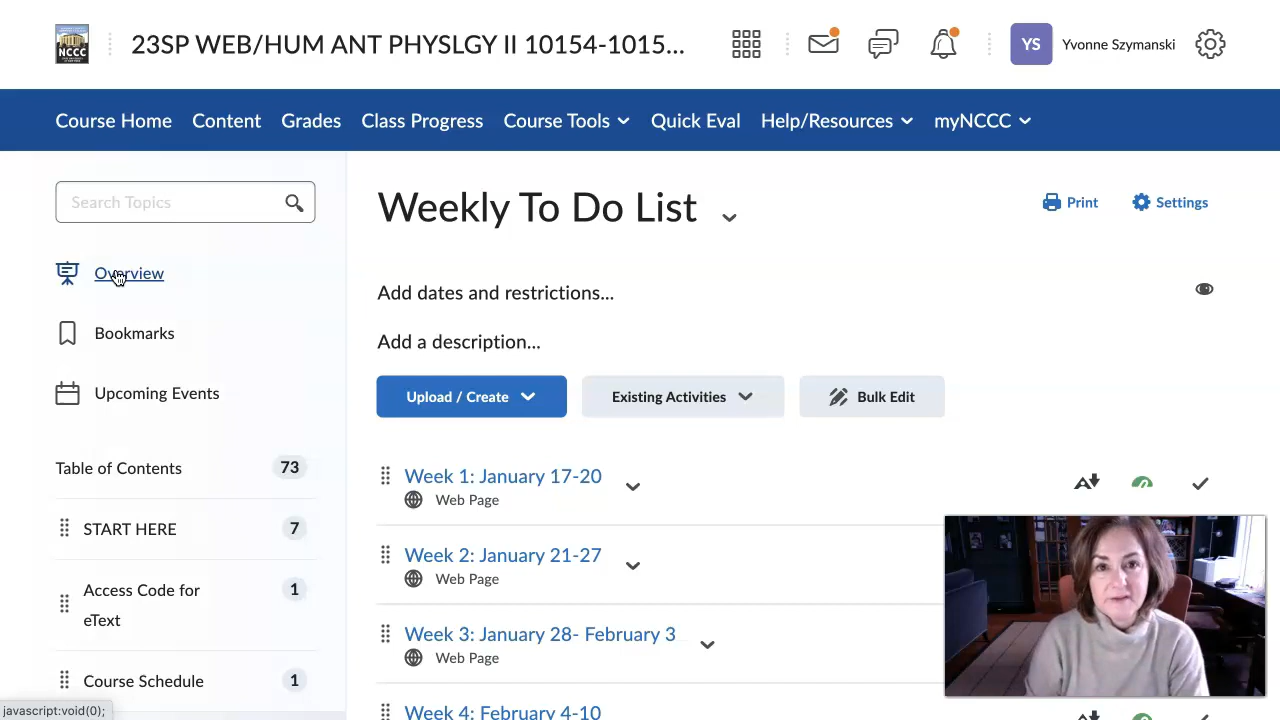 NCCC
23SP WEB/HUM ANT PHYSLGY II 10154-1015...
YS
Yvonne Szymanski
Course Home
Content
Grades
Class Progress
Course Tools
Quick Eval
Help/Resources
myNCCC
Search Topics
Overview
Bookmarks
Upcoming Events
Table of Contents
73
START HERE
7
Access Code for
eText
1
Course Schedule
1
javascript:void(0);
Weekly To Do List
Print
Settings
Add dates and restrictions...
Add a description...
Upload / Create
Existing Activities
Bulk Edit
Week 1: January 17-20
Web Page
Week 2: January 21-27
Web Page
Week 3: January 28- February 3
Web Page
Week 4: February 4-10